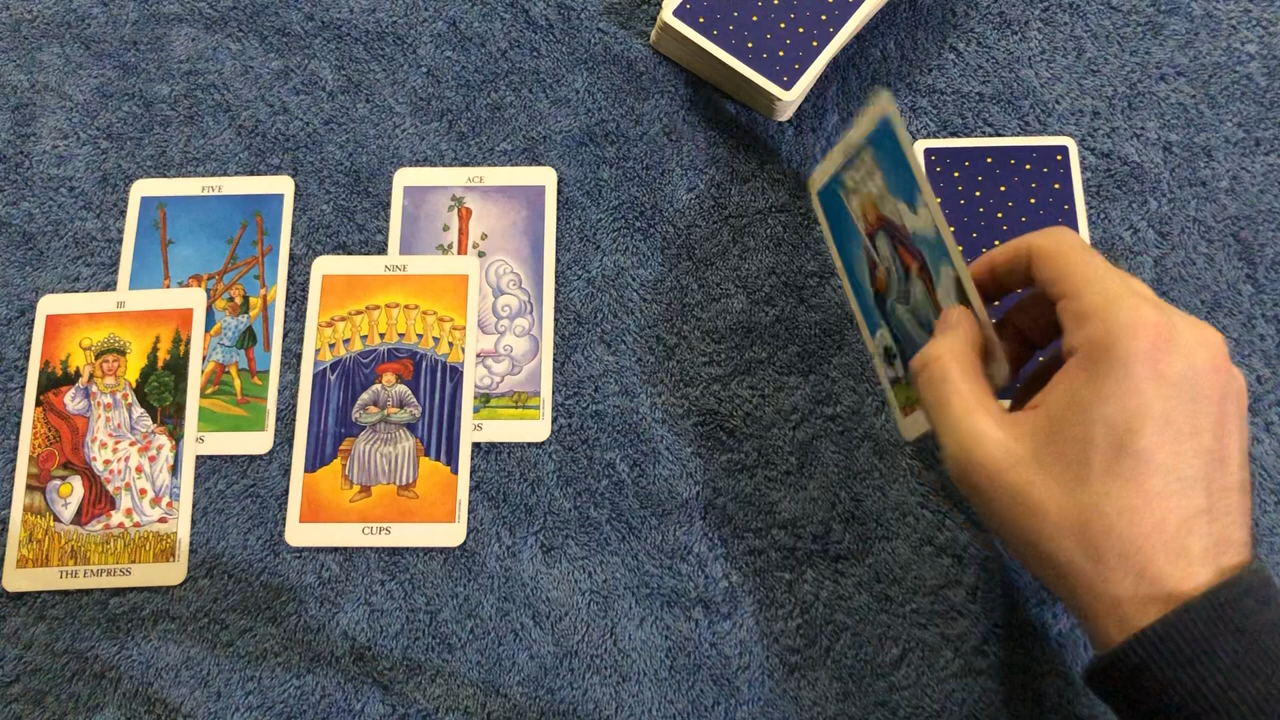 FIVE
III
THE EMPRESS
ACE
NINE
CUPS